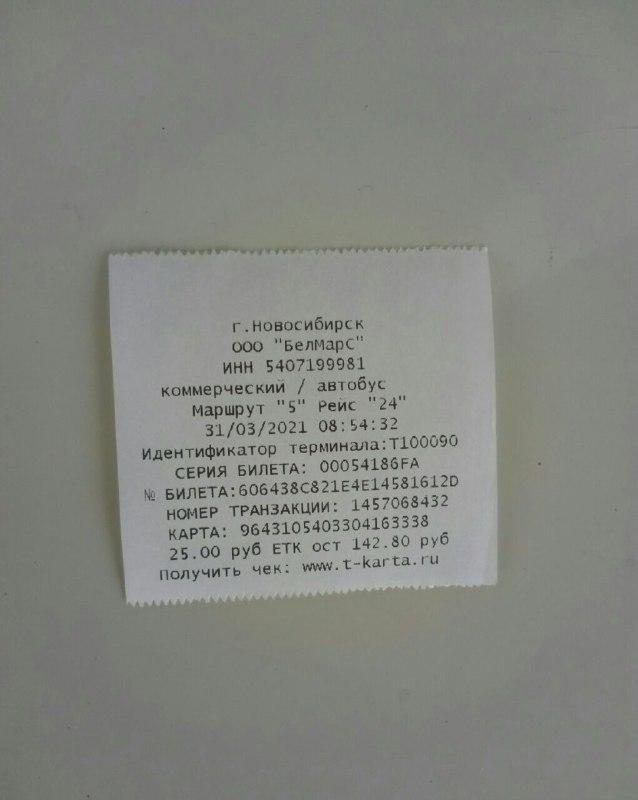 г.Новосибирск
ООО "БелМарс"
ИНН 5407199981
коммерческий / автобус
Маршрут "5" Рейс "24"
31/03/2021 08:54:32
Идентификатор терминала:Т100090
СЕРИЯ БИЛЕТА: 00054186FA
№ БИЛЕТА:606438C821E4E14581612D
НОМЕР ТРАНЗАКЦИИ: 1457068432
КАРТА: 9643105403304163338
25.00 руб ЕТК ост 142.80 руб
Получить чек: www.t-karta.ru